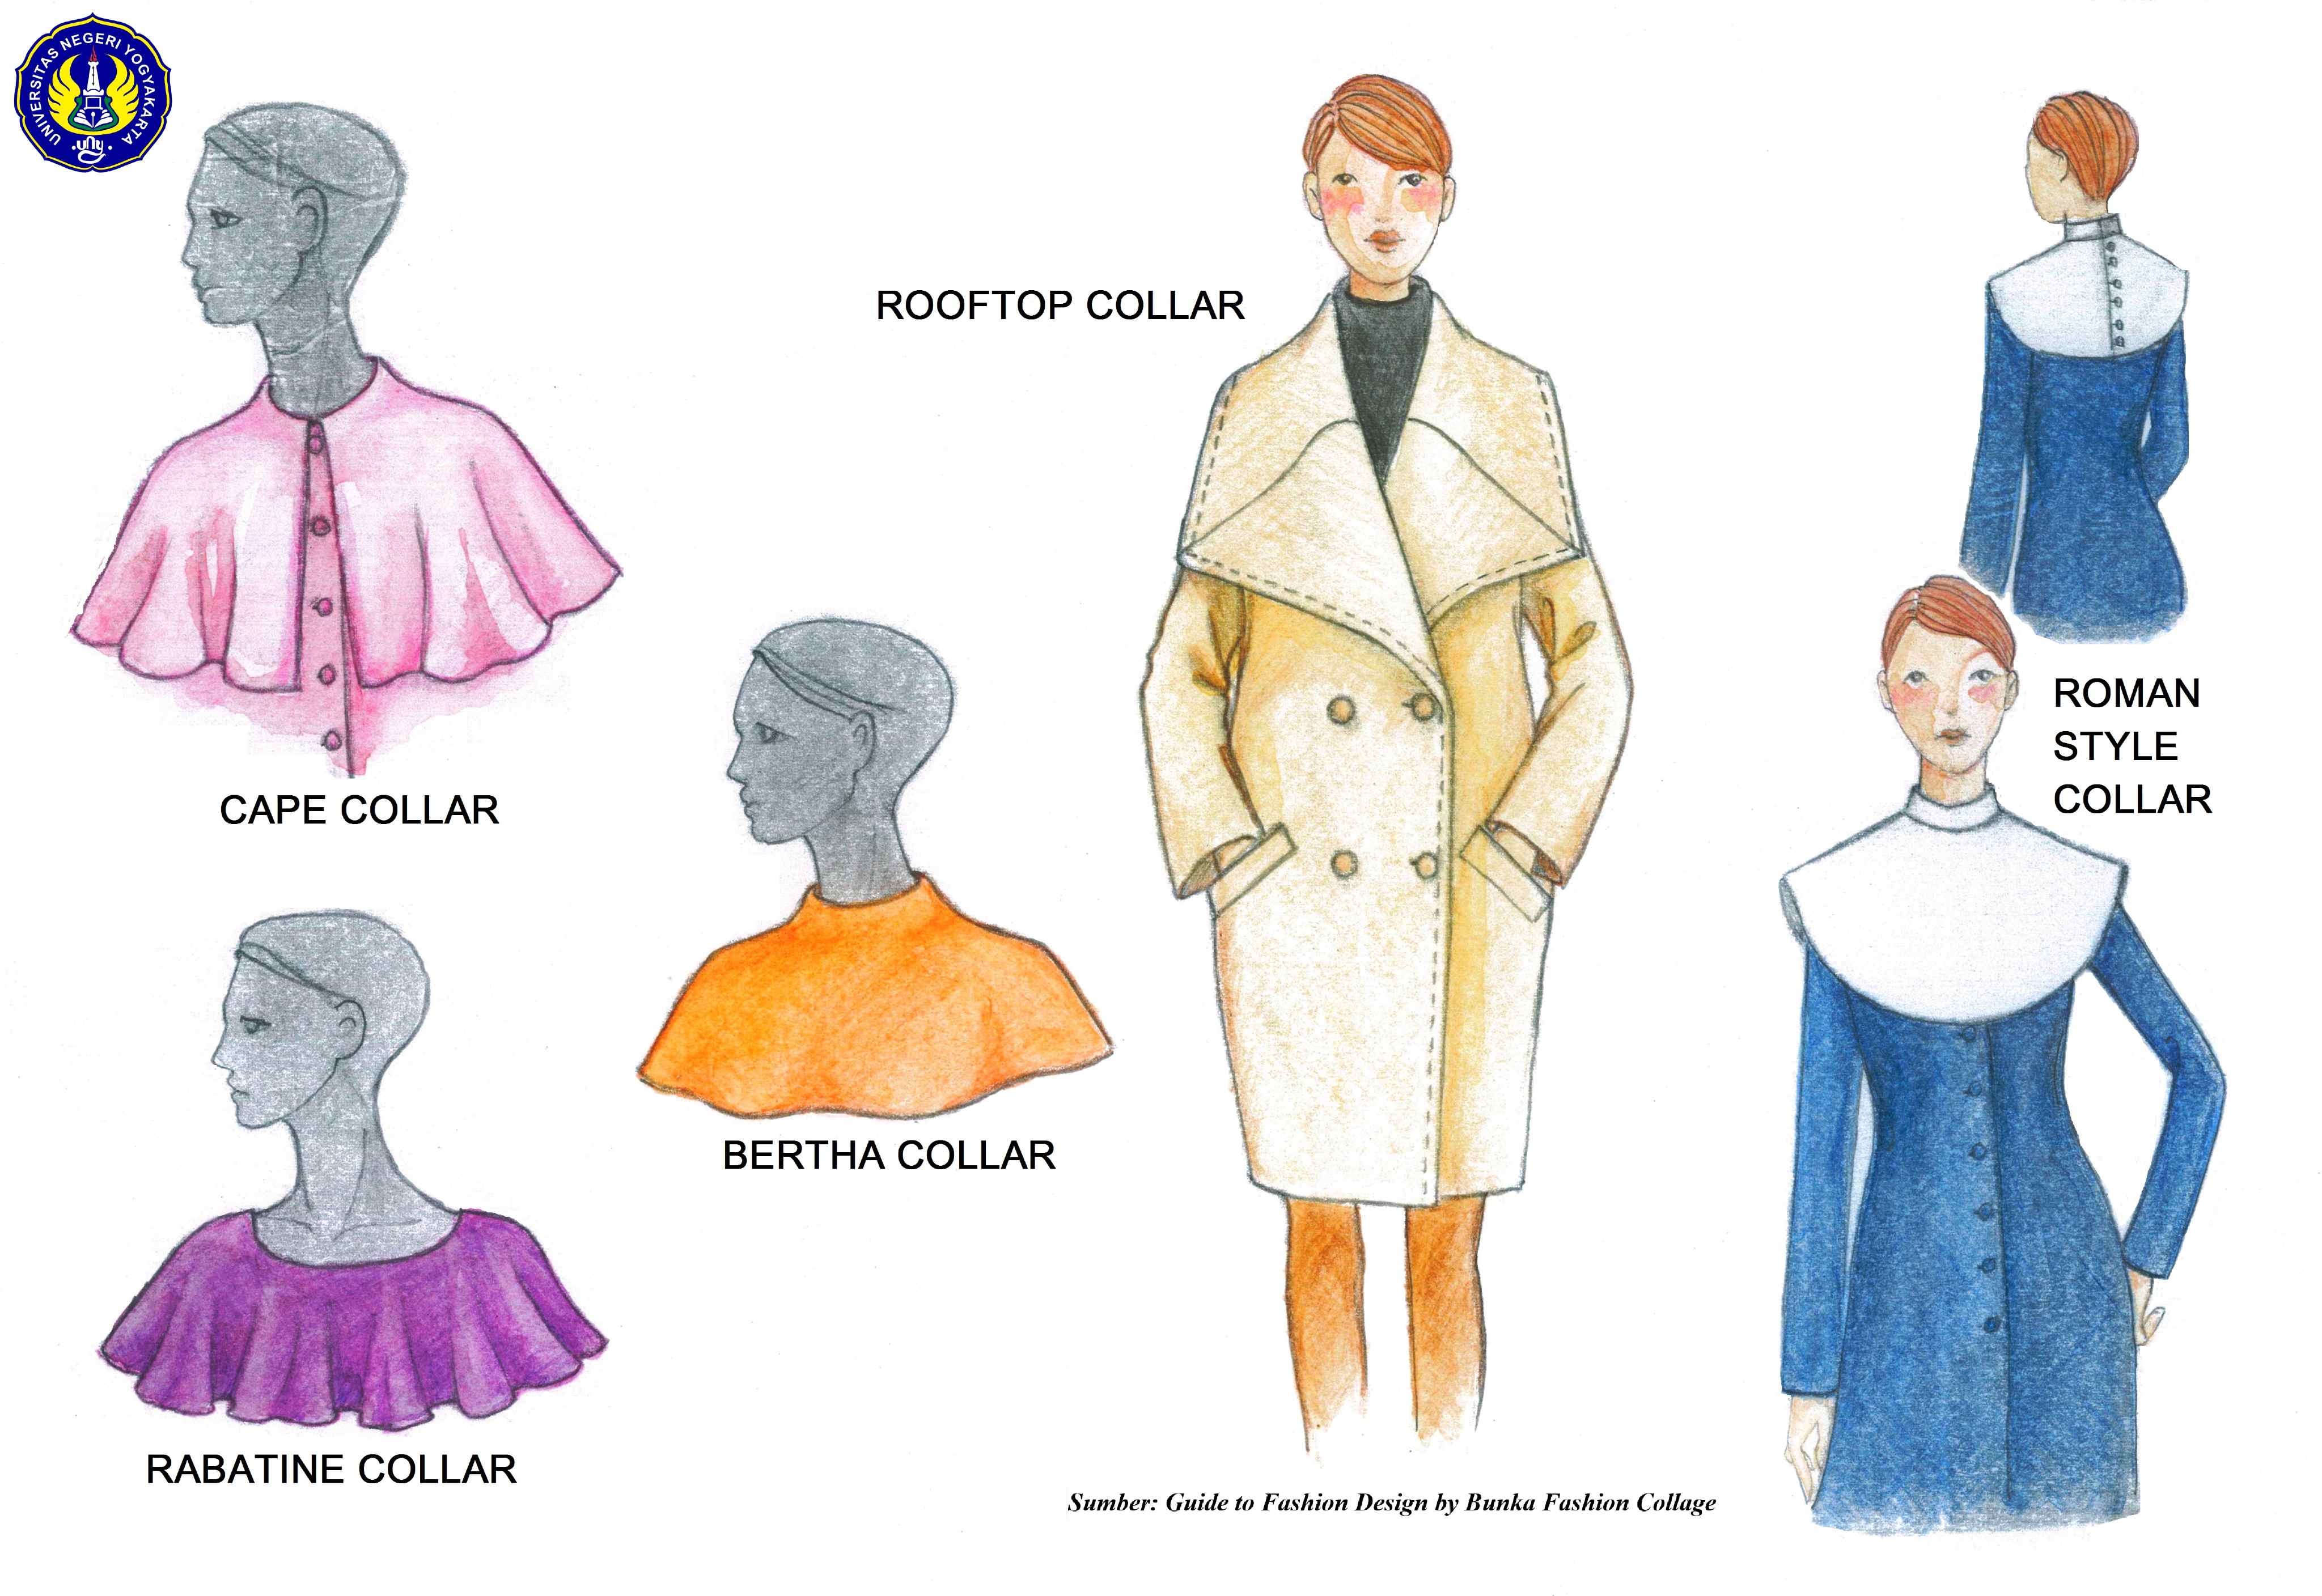 UNIVERSITAS NEGERI YOGYAKARTA
uny
ROOFTOP COLLAR
CAPE COLLAR
ROMAN
STYLE
COLLAR
BERTHA COLLAR
RABATINE COLLAR
Sumber: Guide to Fashion Design by Bunka Fashion Collage